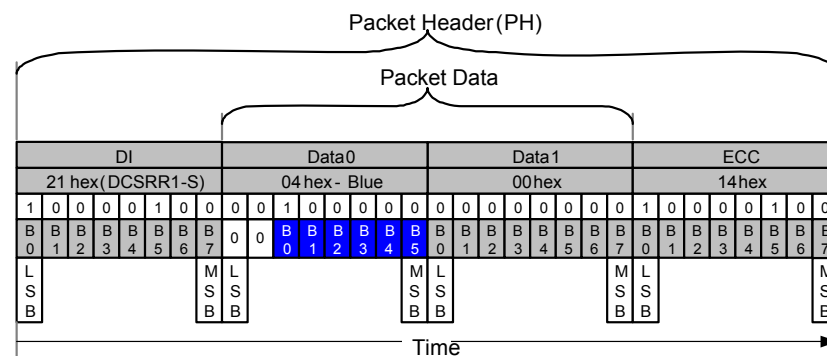 Packet Header (PH)
Packet Data
DI Data0 Data1 ECC
21 hex (DCSRR1-S) 04 hex - Blue 00 hex 14 hex
1 0 0 0 0 1 0 0 0 0 1 0 0 0 0 0 0 0 0 0 0 0 0 0 1 0 0 0 0 1 0 0
B0 B1 B2 B3 B4 B5 B6 B7 0 0 B0 B1 B2 B3 B4 B5 B0 B1 B2 B3 B4 B5 B6 B7 B0 B1 B2 B3 B4 B5 B6 B7
LSB MSB LSB MSB LSB MSB LSB MSB
Time